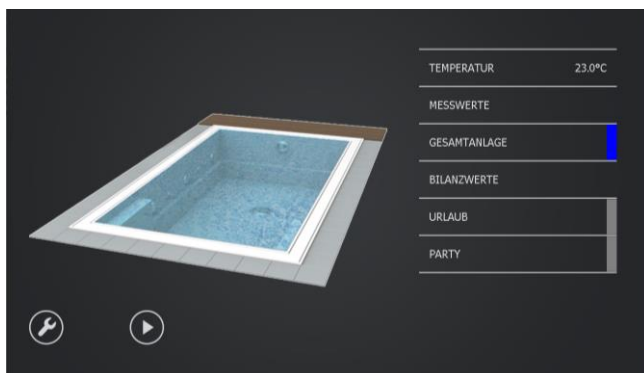 TEMPERATUR 23.0°C
MESSWERTE
GESAMTANLAGE
BILANZWERTE
URLAUB
PARTY